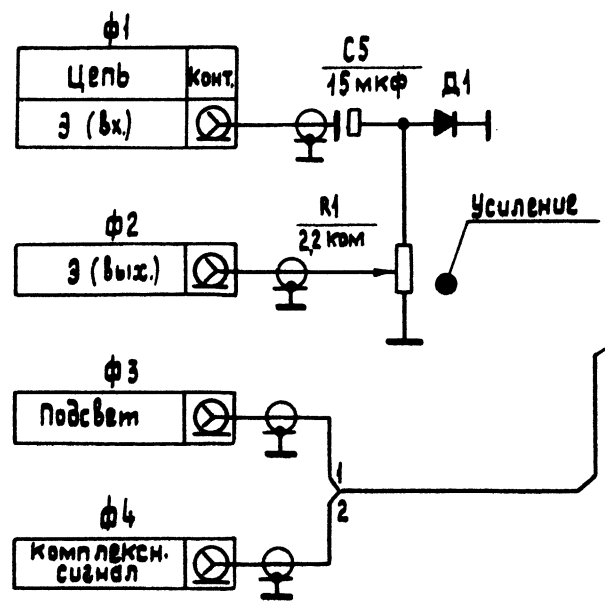 ф1
Цепь Конт.
Э (вх.)
С5
15 мкф
Д1
ф2
Э (вых.)
R1
2,2 ком
Усиление
ф3
Подсвет
1
2
ф4
комплексн.
сигнал